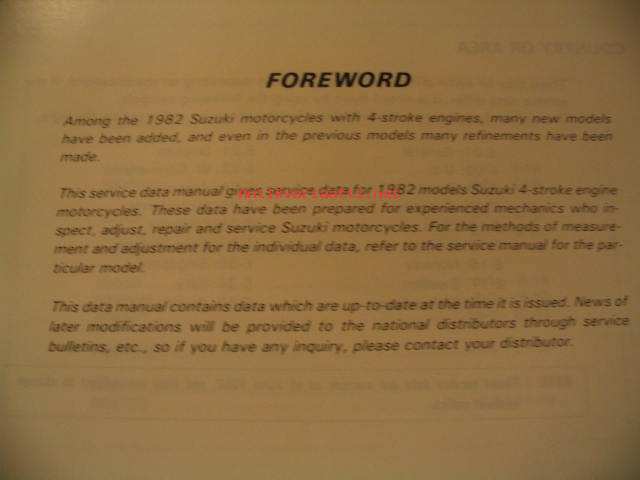 FOREWORD
Among the 1982 Suzuki motorcycles with 4-stroke engines, many new models
have been added, and even in the previous models many refinements have been
made.
This service data manual gives service data for 1982 models Suzuki 4-stroke engine
motorcycles. These data have been prepared for experienced mechanics who in-
spect, adjust, repair and service Suzuki motorcycles. For the methods of measure-
ment and adjustment for the individual data, refer to the service manual for the par-
ticular model.
This data manual contains data which are up-to-date at the time it is issued. News of
later modifications will be provided to the national distributors through service
bulletins, etc., so if you have any inquiry, please contact your distributor.